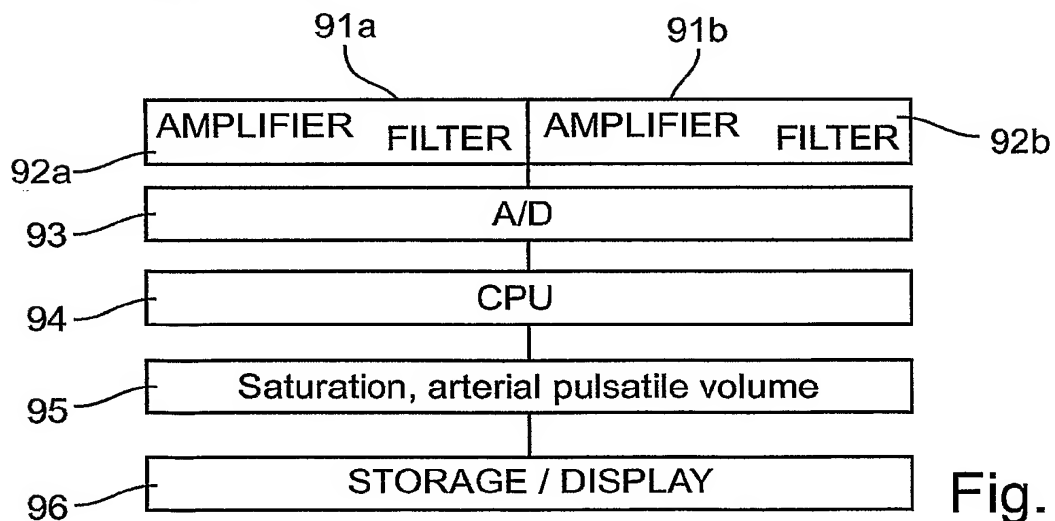 91a 91b
AMPLIFIER FILTER AMPLIFIER FILTER
92a 92b
93 A/D
94 CPU
95 Saturation, arterial pulsatile volume
96 STORAGE / DISPLAY
Fig.